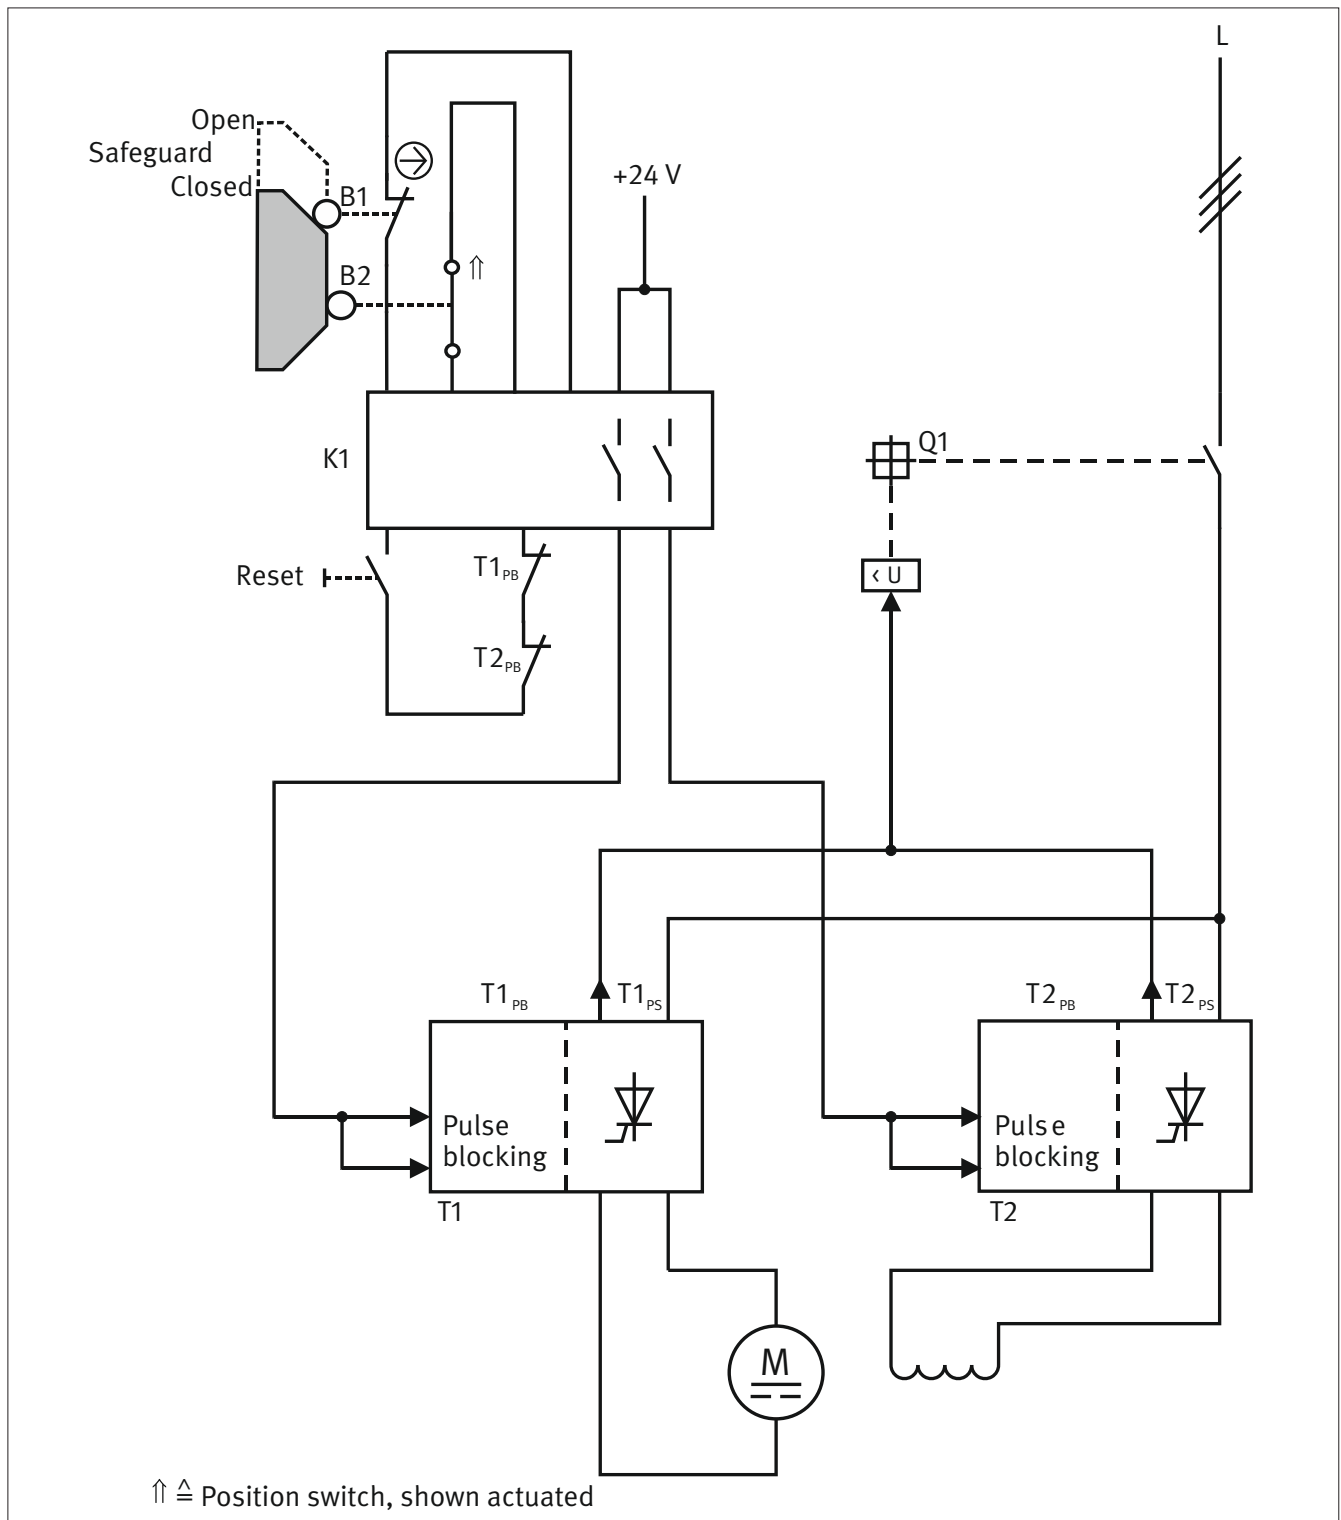 L
Open
Safeguard
Closed
B1
+24 V
B2
⇑
K1
Q1
Reset
T1PB
< U
T2PB
T1PB
T1PS
T2PB
T2PS
Pulse
blocking
Pulse
blocking
T1
T2
M
⇑ ≙ Position switch, shown actuated